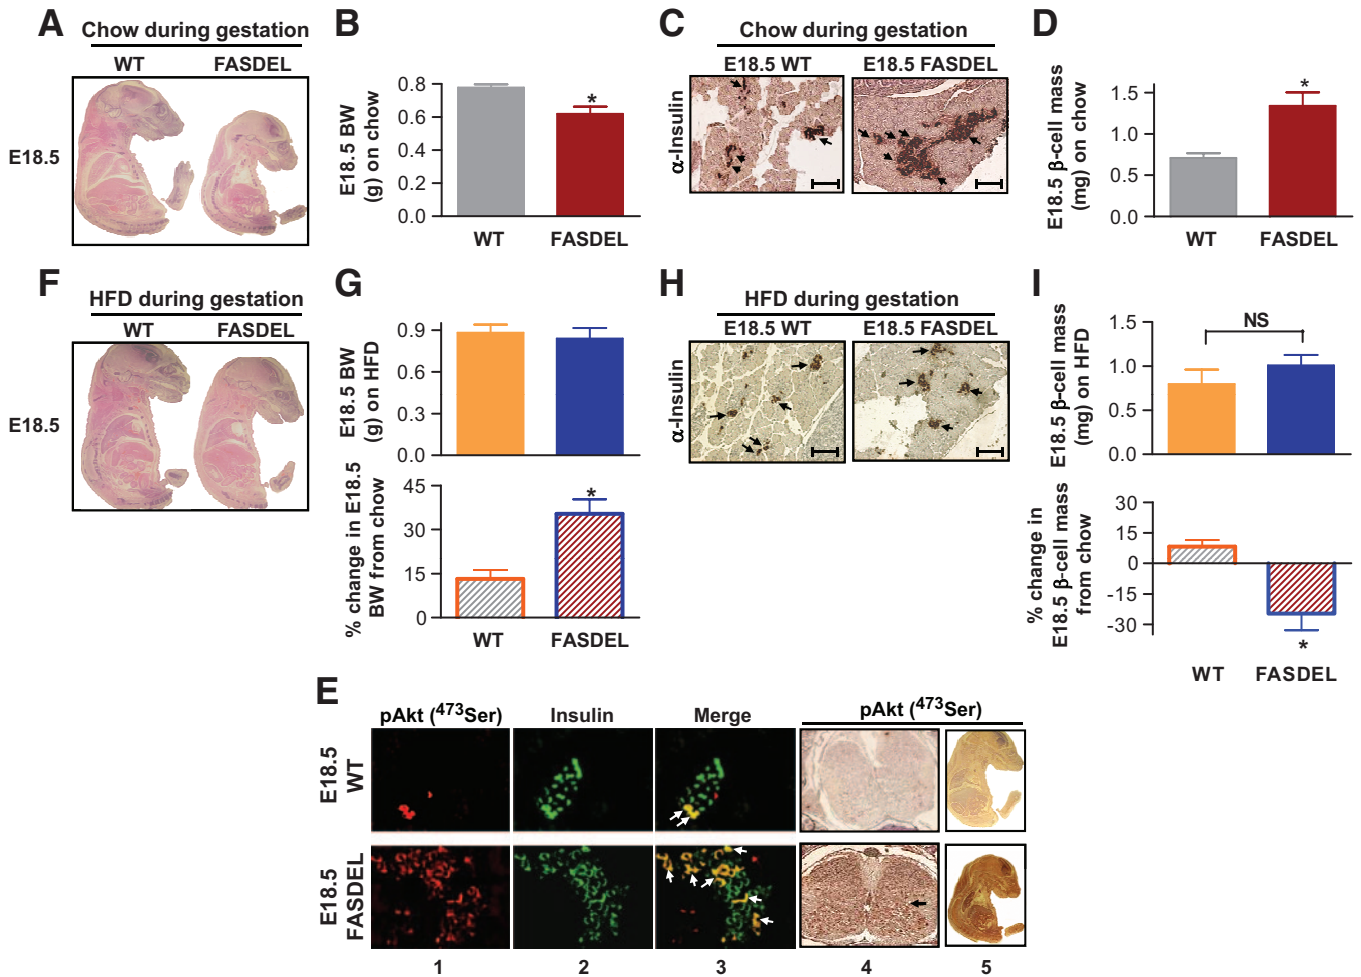 A
Chow during gestation
WT FASDEL
E18.5
B
E18.5 BW
(g) on chow
0.8
0.6
0.4
0.2
0.0
*
WT FASDEL
C
Chow during gestation
E18.5 WT E18.5 FASDEL
α-Insulin
D
E18.5 β-cell mass
(mg) on chow
1.5
1.0
0.5
0.0
*
WT FASDEL
F
HFD during gestation
WT FASDEL
E18.5
G
E18.5 BW
(g) on HFD
0.9
0.6
0.3
0.0
% change in E18.5
BW from chow
45
30
15
0
*
WT FASDEL
H
HFD during gestation
E18.5 WT E18.5 FASDEL
α-Insulin
I
E18.5 β-cell mass
(mg) on HFD
1.5
1.0
0.5
0.0
NS
% change in
E18.5 β-cell mass
from chow
30
15
0
-15
-30
*
WT FASDEL
E
pAkt (⁴⁷³Ser) Insulin Merge pAkt (⁴⁷³Ser)
E18.5
WT
E18.5
FASDEL
1 2 3 4 5